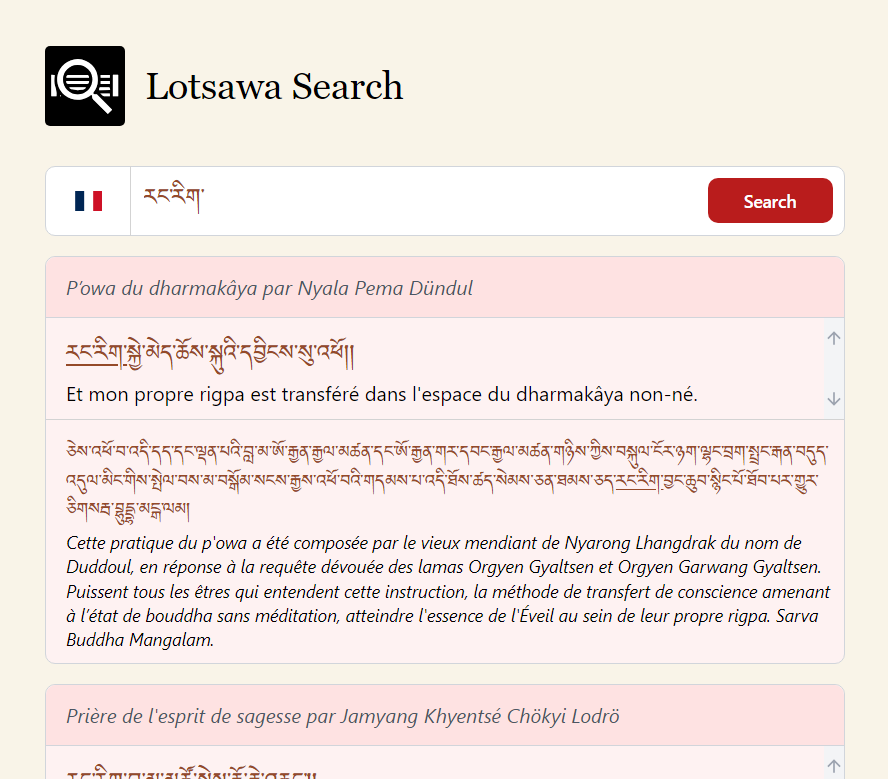 Lotsawa Search
རང་རིག་
Search
P’owa du dharmakâya par Nyala Pema Dündul
རང་རིག་སྐྱེ་མེད་ཆོས་སྐུའི་དབྱིངས་སུ་འཕོ།།
Et mon propre rigpa est transféré dans l'espace du dharmakâya non-né.
ཅེས་འཕོ་བ་འདི་དད་དང་ལྡན་པའི་བླ་མ་ཨོ་རྒྱན་རྒྱལ་མཚན་དང་ཨོ་རྒྱན་གར་དབང་རྒྱལ་མཚན་གཉིས་ཀྱིས་བསྐུལ་ངོར་ཉག་ལྷང་བྲག་སྤྲང་རྒན་བདུད་
འདུལ་མིང་གིས་སྤེལ་བས་མ་བསྒོམ་སངས་རྒྱས་འཕོ་བའི་གདམས་པ་འདི་ཐོས་ཚད་སེམས་ཅན་ཐམས་ཅད་རང་རིག་བྱང་ཆུབ་སྙིང་པོ་ཐོབ་པར་གྱུར་
ཅིག
Cette pratique du p'owa a été composée par le vieux mendiant de Nyarong Lhangdrak du nom de
Duddoul, en réponse à la requête dévouée des lamas Orgyen Gyaltsen et Orgyen Garwang Gyaltsen.
Puissent tous les êtres qui entendent cette instruction, la méthode de transfert de conscience amenant
à l’état de bouddha sans méditation, atteindre l'essence de l'Éveil au sein de leur propre rigpa. Sarva
Buddha Mangalam.
Prière de l'esprit de sagesse par Jamyang Khyentsé Chökyi Lodrö